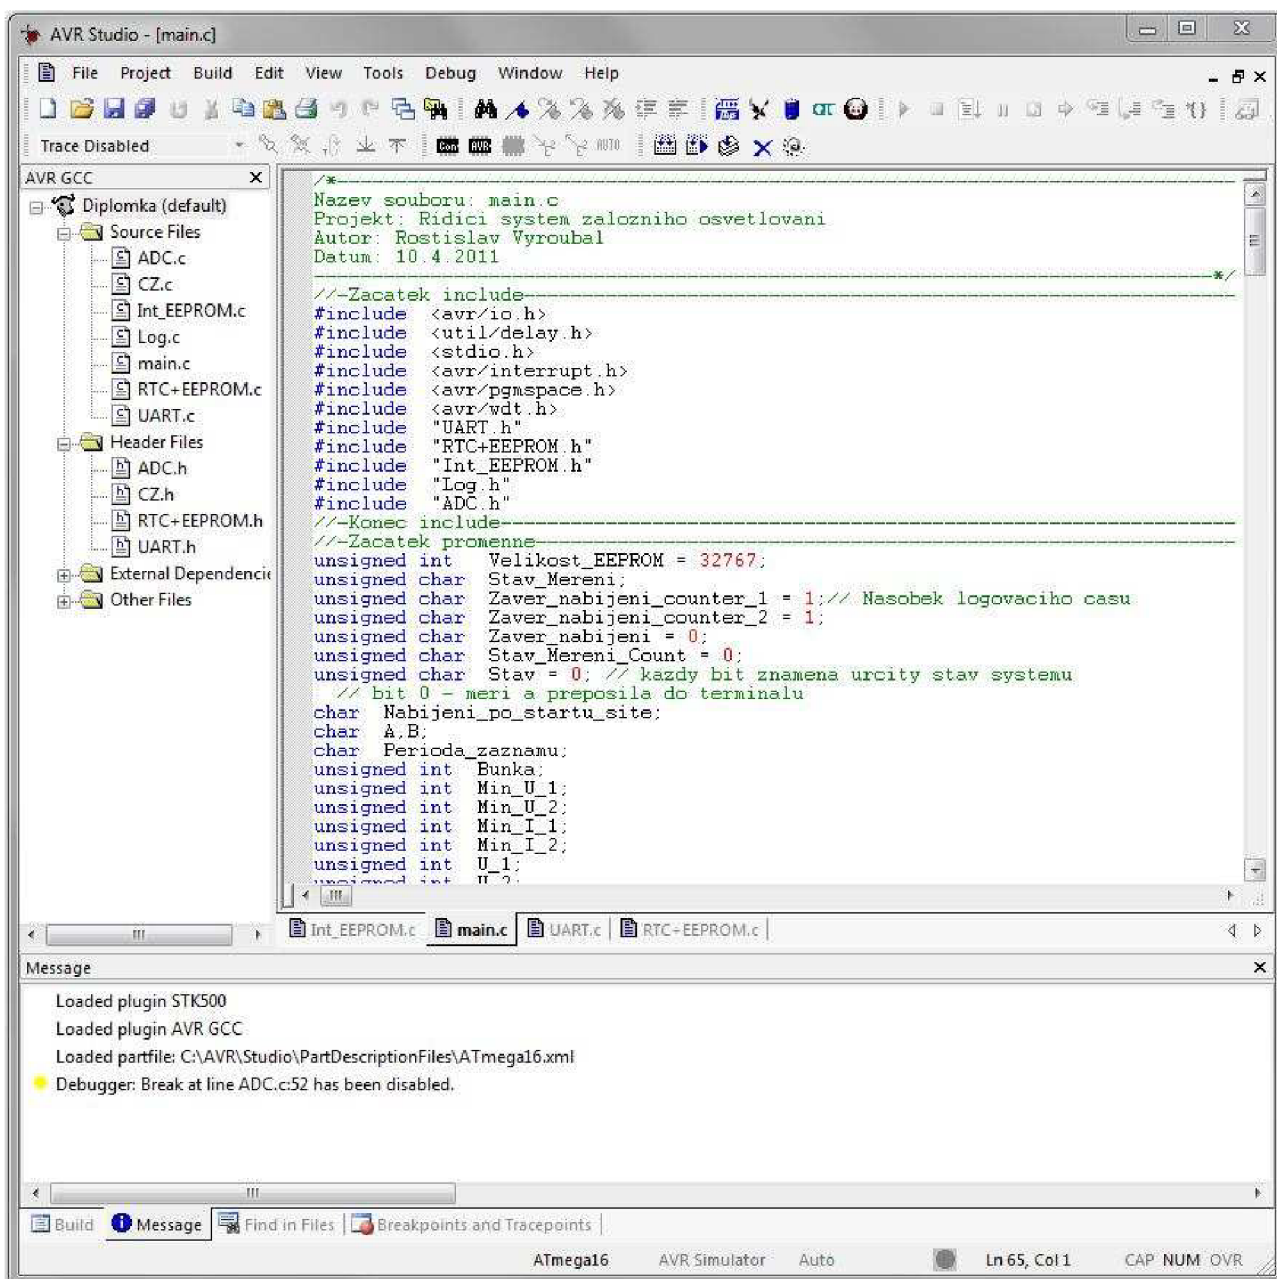 AVR Studio - [main.c]
File Project Build Edit View Tools Debug Window Help
Trace Disabled
Con AVR AUTO
AVR GCC
Diplomka (default)
Source Files
ADC.c
CZ.c
Int_EEPROM.c
Log.c
main.c
RTC+EEPROM.c
UART.c
Header Files
ADC.h
CZ.h
RTC+EEPROM.h
UART.h
External Dependencie
Other Files
/*
Nazev souboru: main.c
Projekt: Ridici system zalozniho osvetlovani
Autor: Rostislav Vyroubal
Datum: 10.4.2011
*/
//-Zacatek include
#include <avr/io.h>
#include <util/delay.h>
#include <stdio.h>
#include <avr/interrupt.h>
#include <avr/pgmspace.h>
#include <avr/wdt.h>
#include "UART.h"
#include "RTC+EEPROM.h"
#include "Int_EEPROM.h"
#include "Log.h"
#include "ADC.h"
//-Konec include
//-Zacatek promenne
unsigned int Velikost_EEPROM = 32767;
unsigned char Stav_Mereni;
unsigned char Zaver_nabijeni_counter_1 = 1;// Nasobek logovaciho casu
unsigned char Zaver_nabijeni_counter_2 = 1;
unsigned char Zaver_nabijeni = 0;
unsigned char Stav_Mereni_Count = 0;
unsigned char Stav = 0; // kazdy bit znamena urcity stav systemu
// bit 0 - meri a preposila do terminalu
char Nabijeni_po_startu_site;
char A,B;
char Perioda_zaznamu;
unsigned int Bunka;
unsigned int Min_U_1;
unsigned int Min_U_2;
unsigned int Min_I_1;
unsigned int Min_I_2;
unsigned int U_1;
unsigned int U_2;
Int_EEPROM.c main.c UART.c RTC+EEPROM.c
Message
Loaded plugin STK500
Loaded plugin AVR GCC
Loaded partfile: C:\AVR\Studio\PartDescriptionFiles\ATmega16.xml
Debugger: Break at line ADC.c:52 has been disabled.
Build Message Find in Files Breakpoints and Tracepoints
ATmega16 AVR Simulator Auto Ln 65, Col 1 CAP NUM OVR